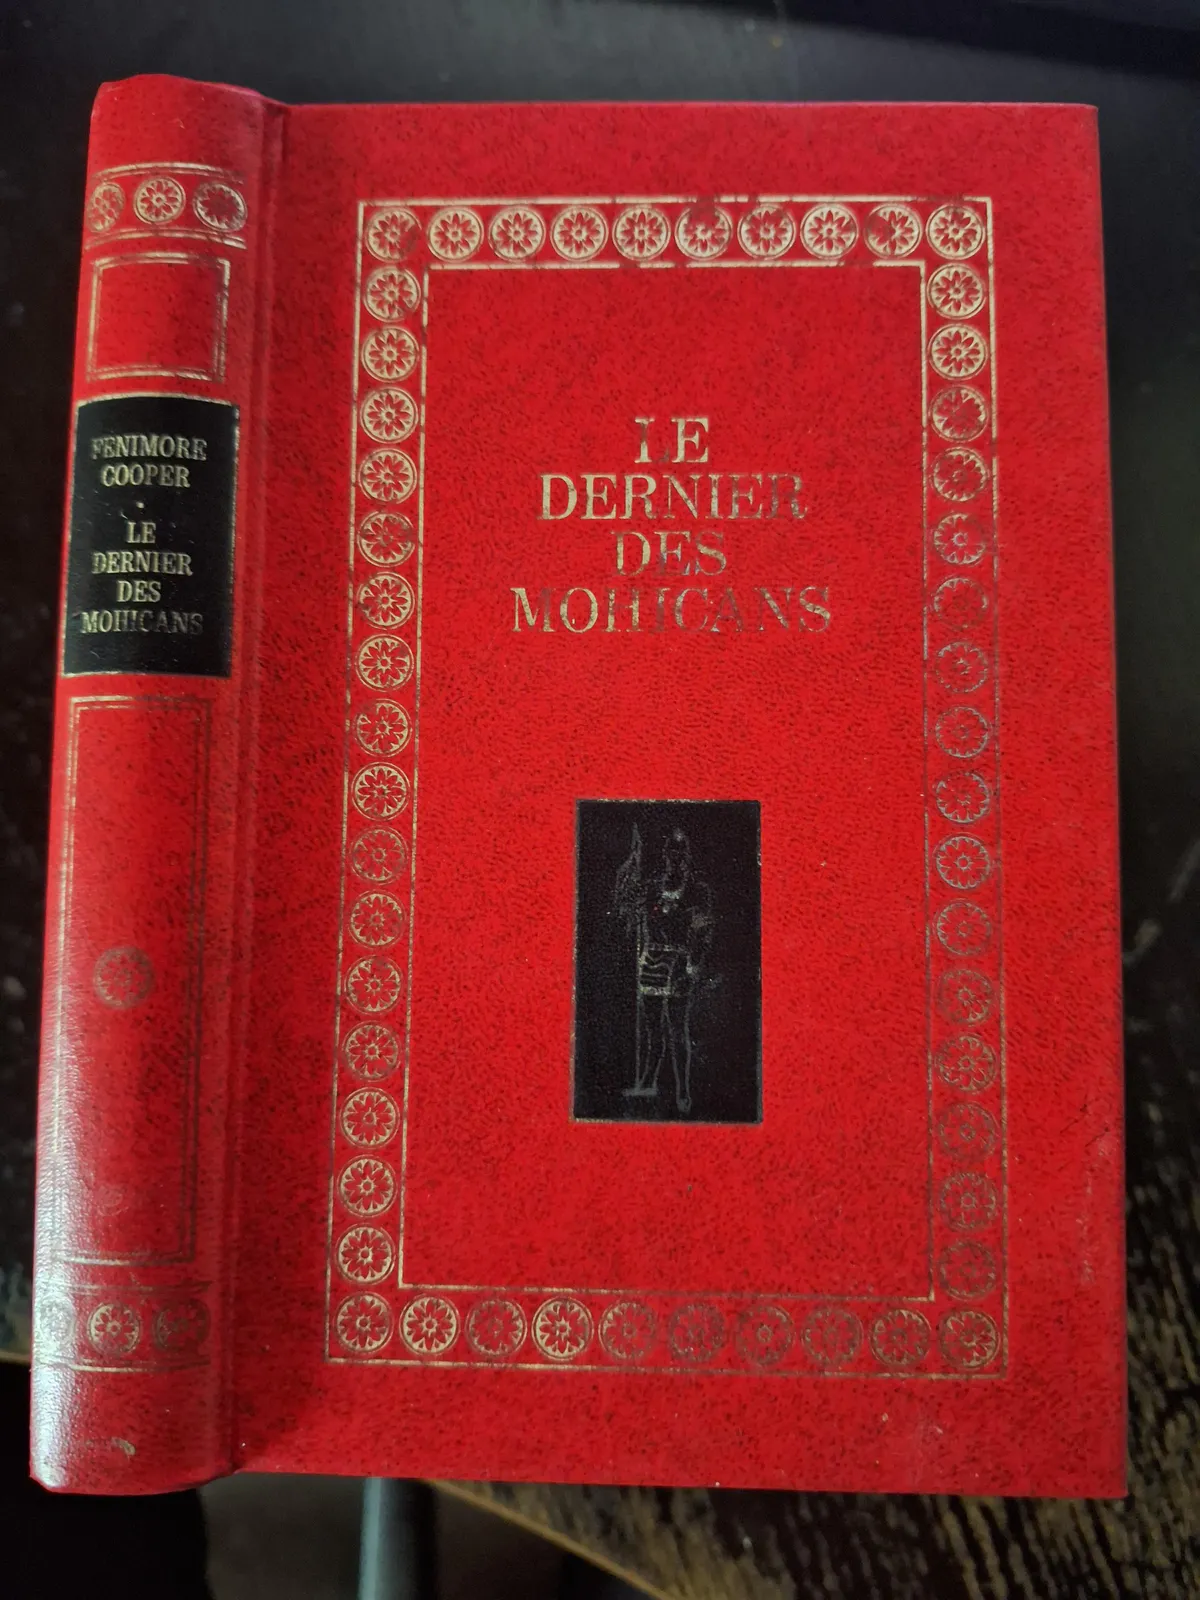 FENIMORE
COOPER
·
LE
DERNIER
DES
MOHICANS
LE
DERNIER
DES
MOHICANS